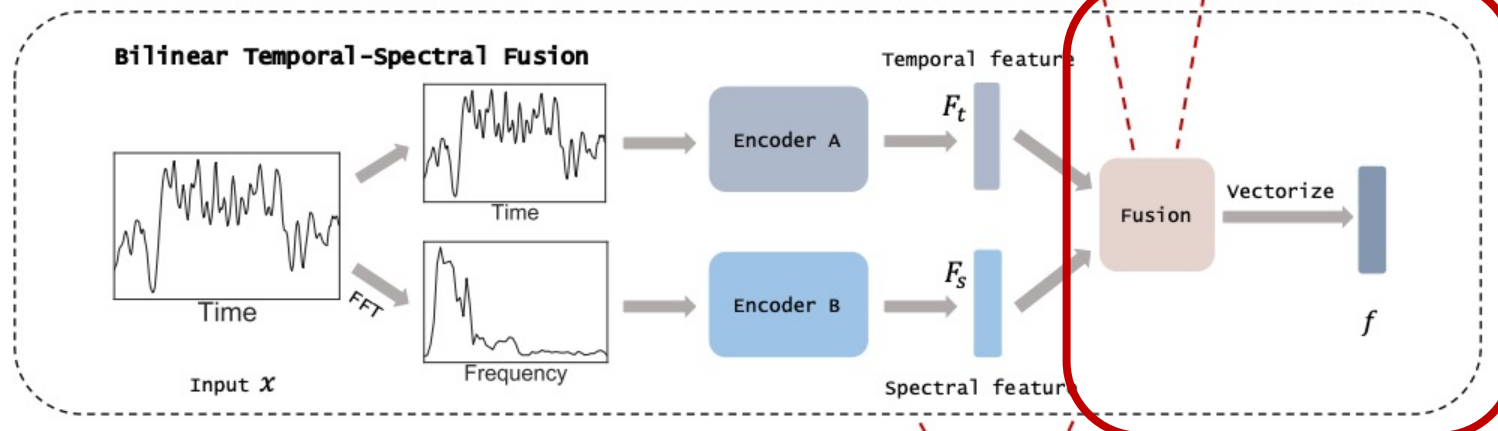 Bilinear Temporal-Spectral Fusion
Time
Input x
FFT
Time
Frequency
Encoder A
Encoder B
Temporal feature
F_t
F_s
Spectral feature
Fusion
Vectorize
f